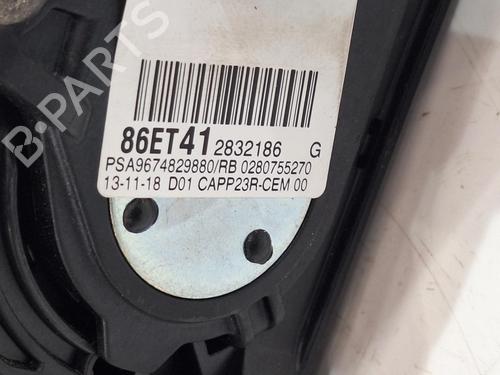 B-PARTS
86ET41 2832186 G
PSA9674829880/RB 0280755270
13-11-18 D01 CAPP23R-CEM 00